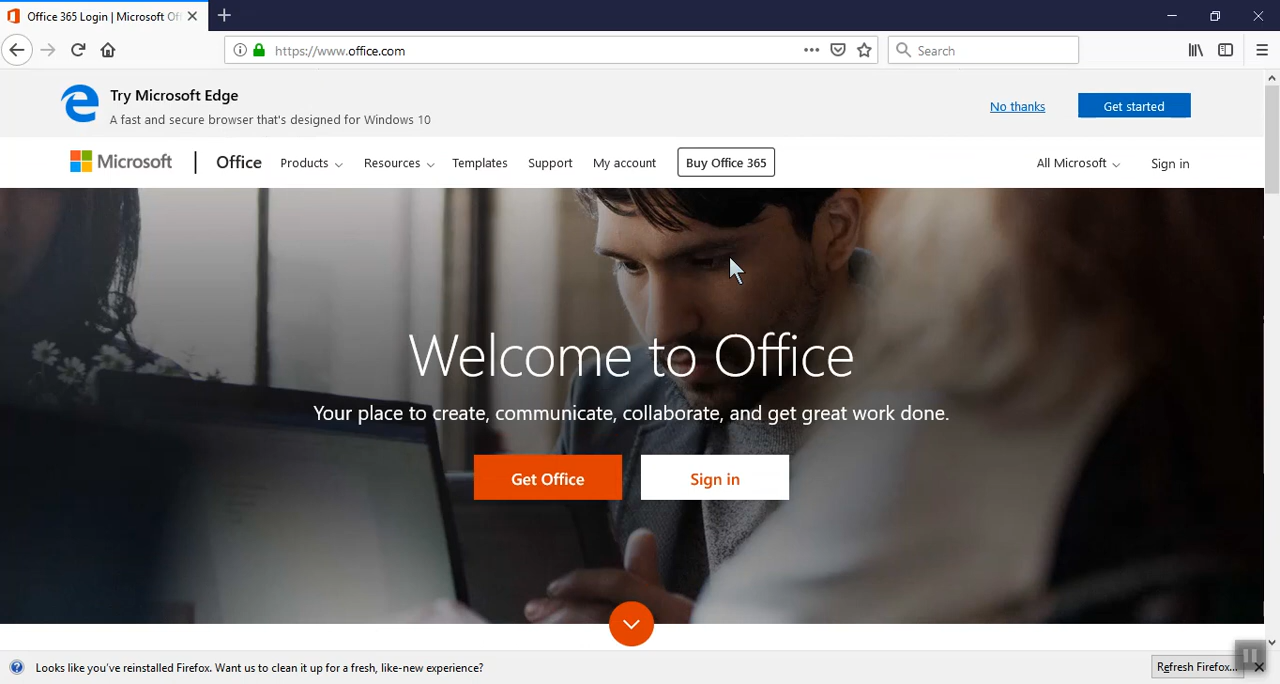 Office 365 Login | Microsoft Of
https://www.office.com
Search
Try Microsoft Edge
A fast and secure browser that's designed for Windows 10
No thanks
Get started
Microsoft
Office
Products
Resources
Templates
Support
My account
Buy Office 365
All Microsoft
Sign in
Welcome to Office
Your place to create, communicate, collaborate, and get great work done.
Get Office
Sign in
Looks like you've reinstalled Firefox. Want us to clean it up for a fresh, like-new experience?
Refresh Firefox...